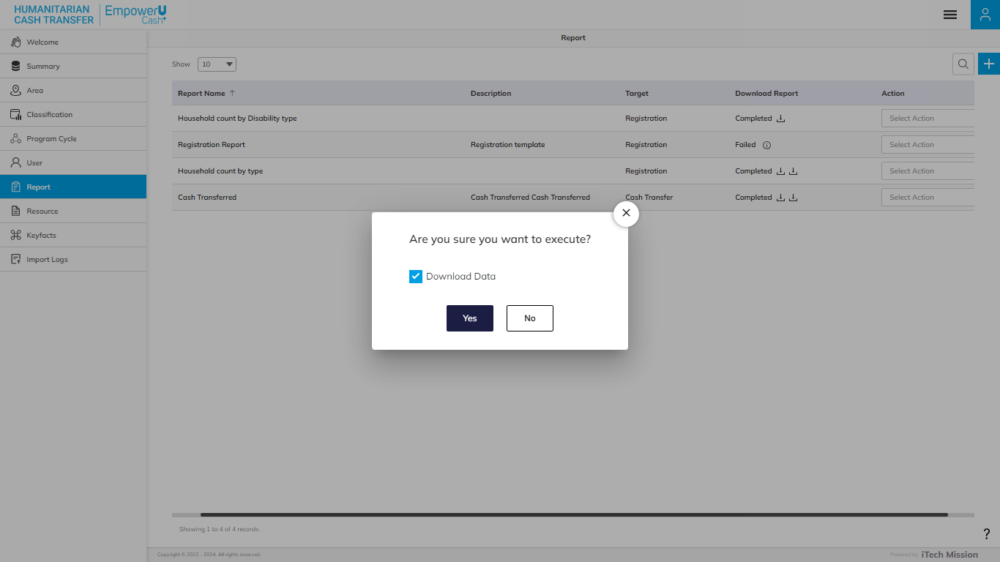 HUMANITARIAN
CASH TRANSFER
EmpowerU
Cash+
Welcome
Summary
Area
Classification
Program Cycle
User
Report
Resource
Keyfacts
Import Logs
Report
Show 10
Report Name Description Target Download Report Action
Household count by Disability type Registration Completed Select Action
Registration Report Registration template Registration Failed Select Action
Household count by type Registration Completed Select Action
Cash Transferred Cash Transferred Cash Transferred Cash Transfer Completed Select Action
Are you sure you want to execute?
Download Data
Yes No
Showing 1 to 4 of 4 records
?
Copyright © 2022 - 2024. All rights reserved. Powered by iTech Mission